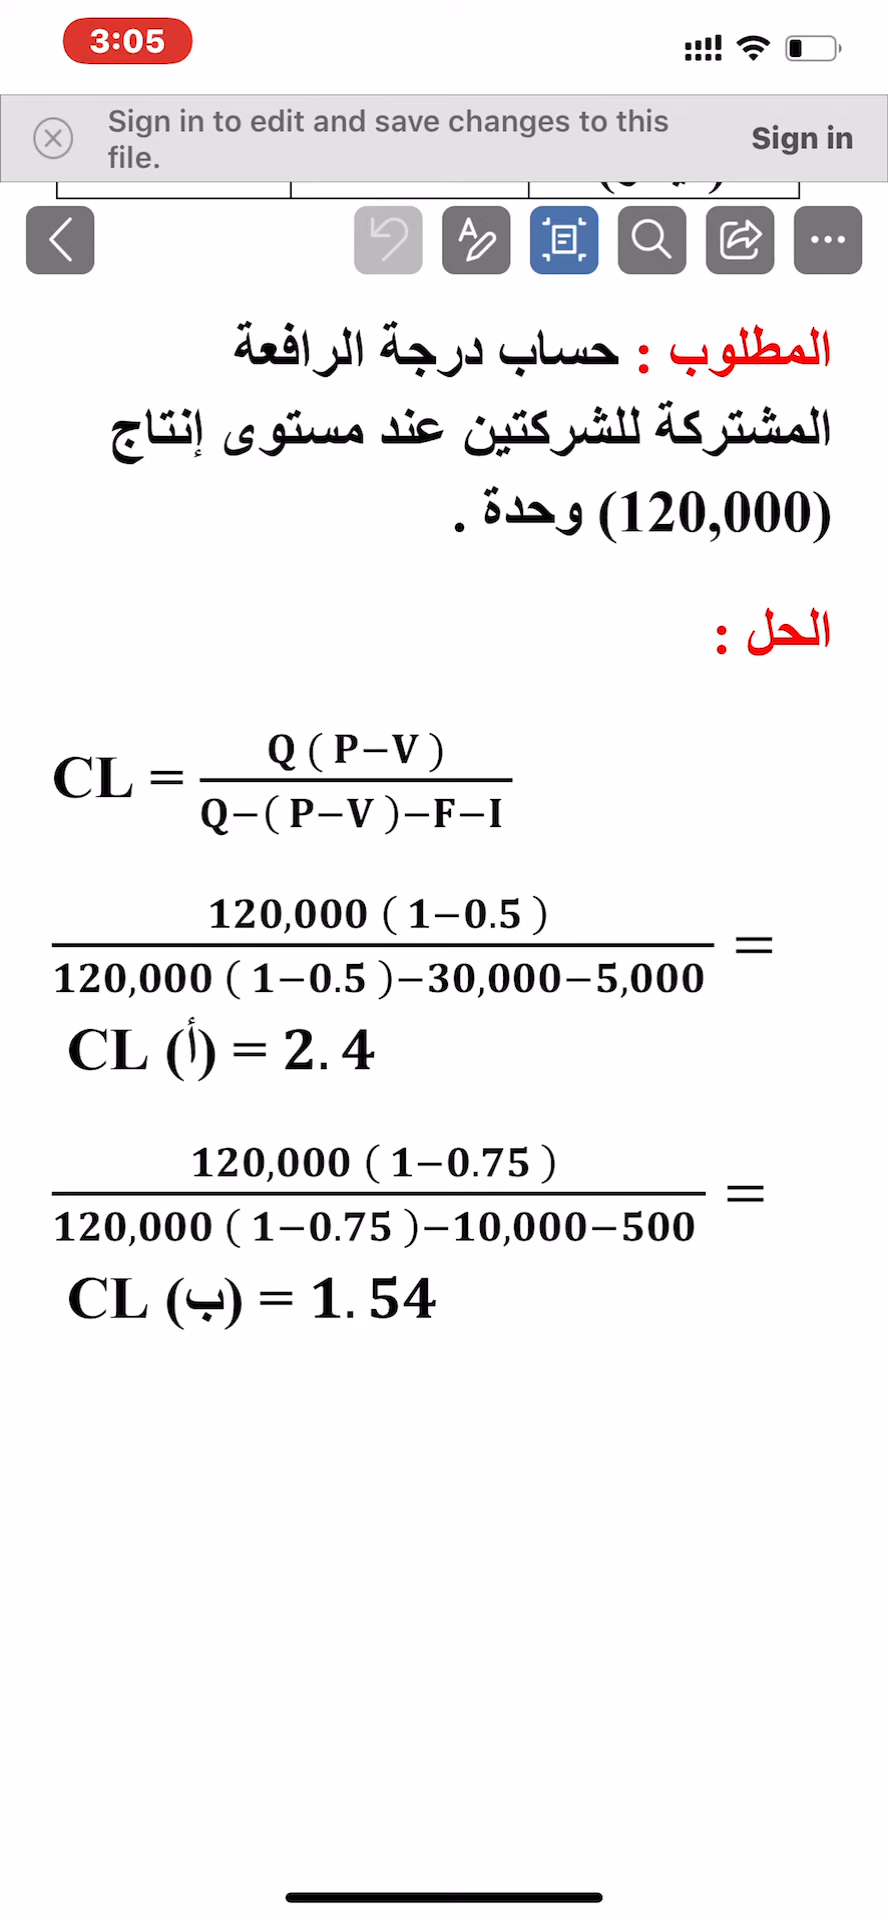 3:05
Sign in to edit and save changes to this
file.
Sign in
المطلوب : حساب درجة الرافعة
المشتركة للشركتين عند مستوى إنتاج
(120,000) وحدة .
الحل :
CL = Q ( P−V ) / Q−( P−V )−F−I
120,000 ( 1−0.5 ) / 120,000 ( 1−0.5 )−30,000−5,000 =
CL (أ) = 2.4
120,000 ( 1−0.75 ) / 120,000 ( 1−0.75 )−10,000−500 =
CL (ب) = 1.54